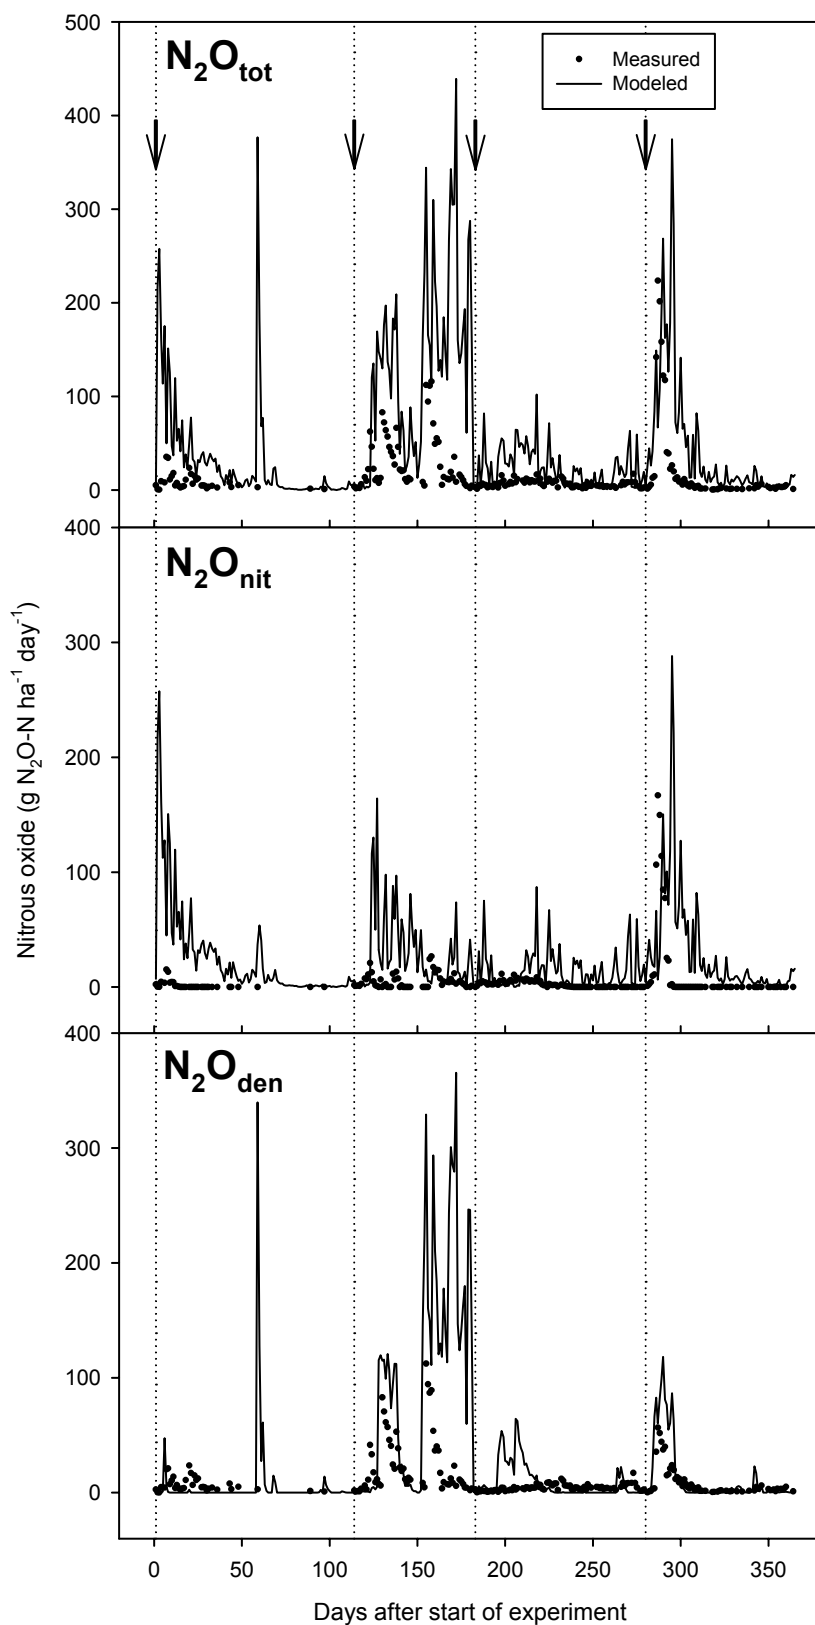 500
N₂Oₜₒₜ
Measured
Modeled
400
300
200
100
0
400
N₂Oₙᵢₜ
300
200
100
0
Nitrous oxide (g N₂O-N ha⁻¹ day⁻¹)
400
N₂O_den
300
200
100
0
0 50 100 150 200 250 300 350
Days after start of experiment